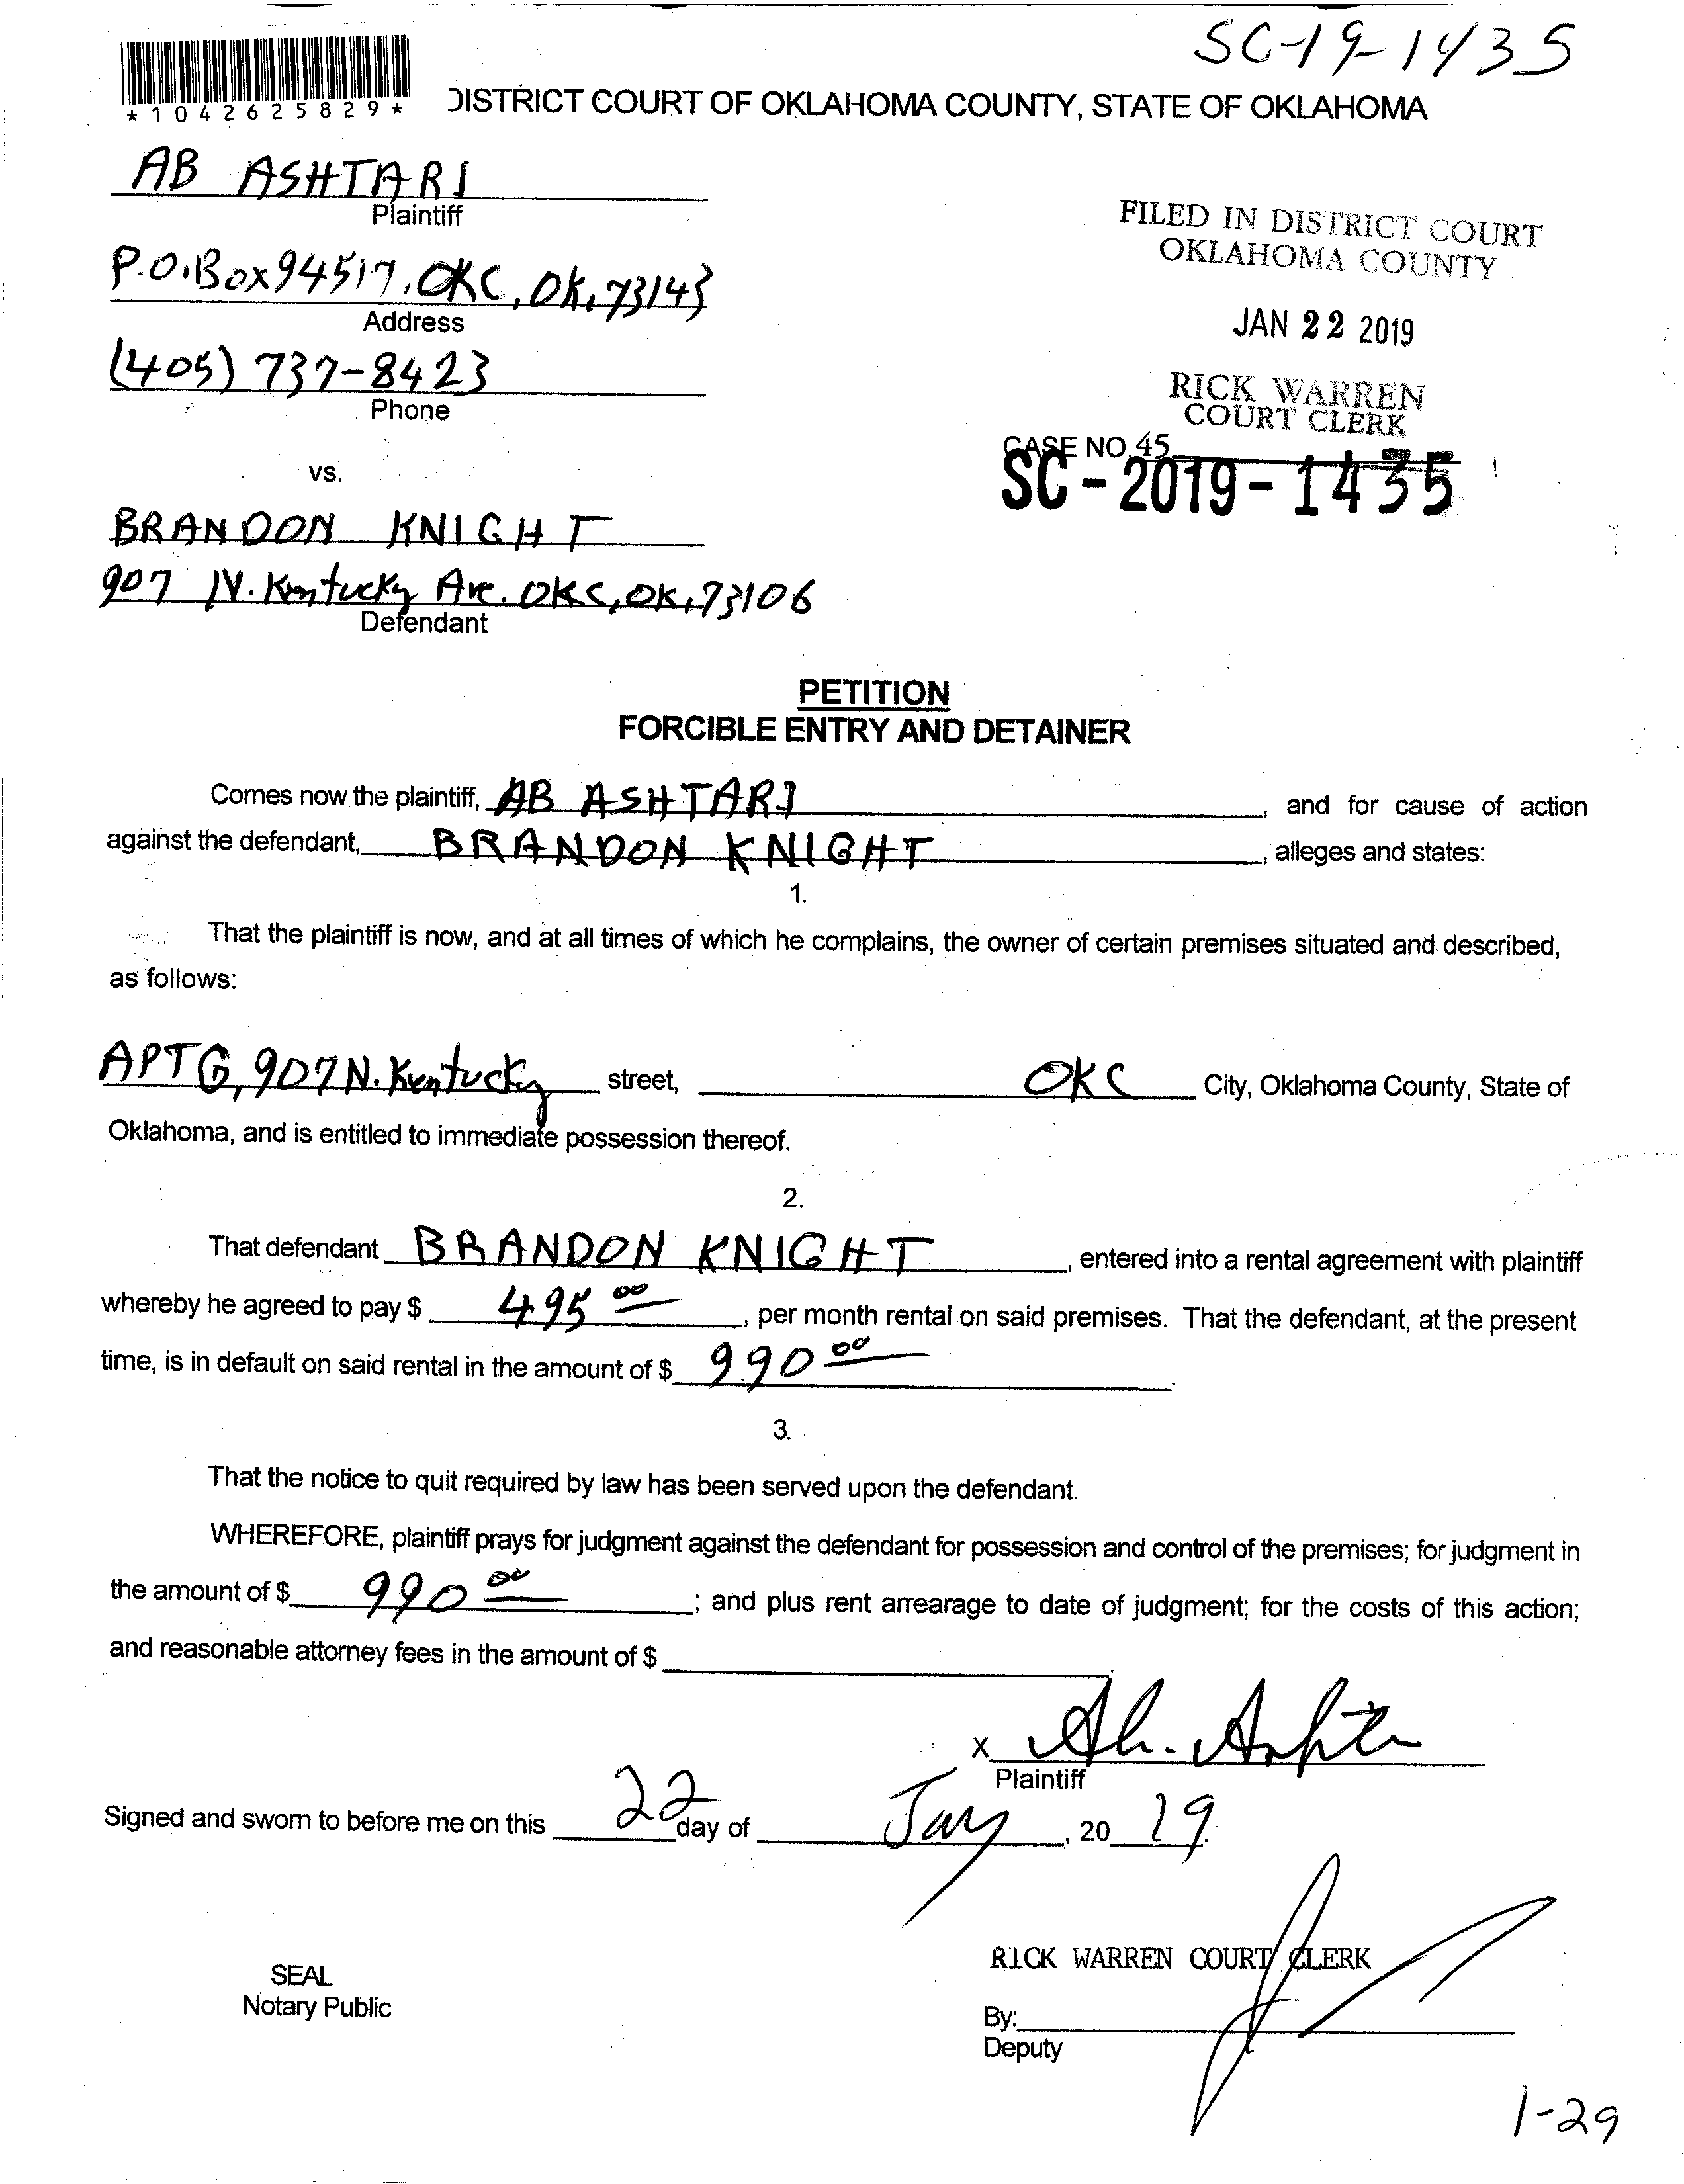 SC-19-1435
*1042625829*
DISTRICT COURT OF OKLAHOMA COUNTY, STATE OF OKLAHOMA
AB ASHTARI
Plaintiff
FILED IN DISTRICT COURT
OKLAHOMA COUNTY
P.O.Box 94517, OKC, OK, 73143
Address
JAN 22 2019
(405) 737-8423
Phone
RICK WARREN
COURT CLERK
CASE NO. 45
SC-2019-1435
vs.
BRANDON KNIGHT
907 N. Kentucky Ave. OKC, OK, 73106
Defendant
PETITION
FORCIBLE ENTRY AND DETAINER
Comes now the plaintiff, AB ASHTARI, and for cause of action
against the defendant, BRANDON KNIGHT, alleges and states:
1.
That the plaintiff is now, and at all times of which he complains, the owner of certain premises situated and described,
as follows:
APT G, 907 N. Kentucky street, OKC City, Oklahoma County, State of
Oklahoma, and is entitled to immediate possession thereof.
2.
That defendant BRANDON KNIGHT, entered into a rental agreement with plaintiff
whereby he agreed to pay $ 495 00, per month rental on said premises. That the defendant, at the present
time, is in default on said rental in the amount of $ 990 00.
3.
That the notice to quit required by law has been served upon the defendant.
WHEREFORE, plaintiff prays for judgment against the defendant for possession and control of the premises; for judgment in
the amount of $ 990 00; and plus rent arrearage to date of judgment; for the costs of this action;
and reasonable attorney fees in the amount of $
X
Plaintiff
Signed and sworn to before me on this 22 day of Jay, 20 19.
RICK WARREN COURT CLERK
SEAL
Notary Public
By:
Deputy
1-29